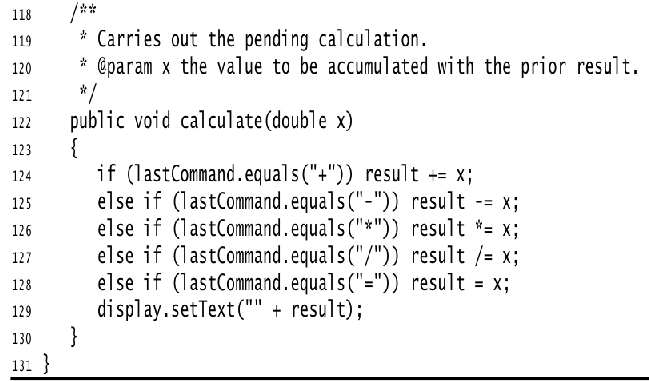 118 /**
119 * Carries out the pending calculation.
120 * @param x the value to be accumulated with the prior result.
121 */
122 public void calculate(double x)
123 {
124 if (lastCommand.equals("+")) result += x;
125 else if (lastCommand.equals("-")) result -= x;
126 else if (lastCommand.equals("*")) result *= x;
127 else if (lastCommand.equals("/")) result /= x;
128 else if (lastCommand.equals("=")) result = x;
129 display.setText("" + result);
130 }
131 }